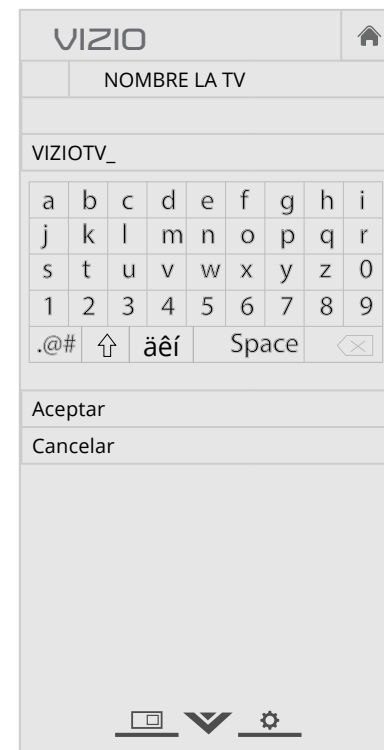 VIZIO
NOMBRE LA TV
VIZIOTV_
a b c d e f g h i
j k l m n o p q r
s t u v w x y z 0
1 2 3 4 5 6 7 8 9
.@# äêí Space
Aceptar
Cancelar